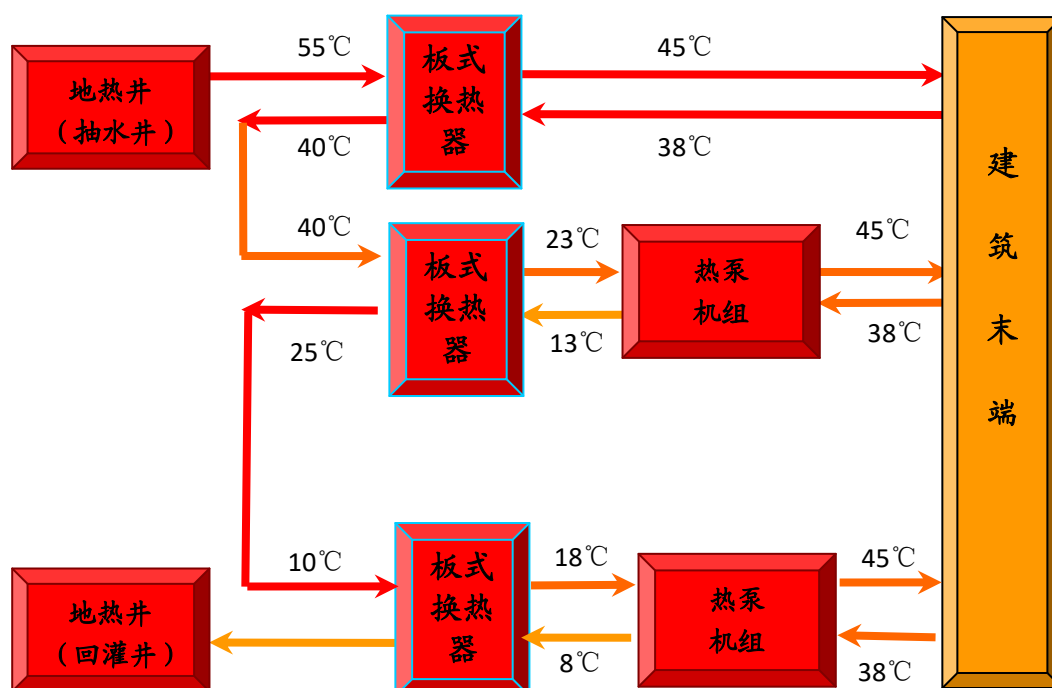 55℃
45℃
地热井
（抽水井）
板式
换热
器
40℃
38℃
40℃
23℃
45℃
板式
换热
器
热泵
机组
25℃
13℃
38℃
建
筑
末
端
10℃
18℃
45℃
地热井
（回灌井）
板式
换热
器
热泵
机组
8℃
38℃